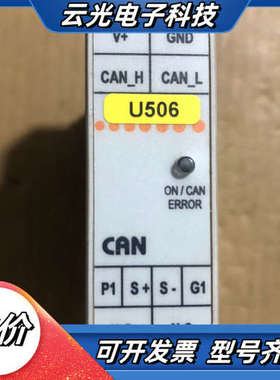 云光电子科技
V+ GND
CAN_H CAN_L
U506
ON / CAN
ERROR
CAN
P1 S+ S- G1
价
可开发票 型号齐